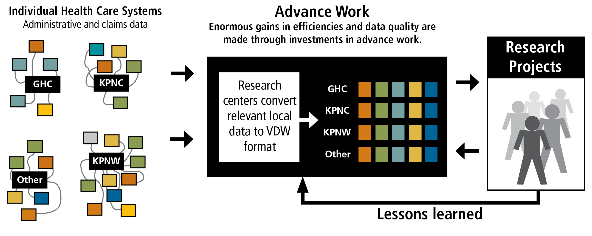 Individual Health Care Systems
Administrative and claims data
GHC
KPNC
Other
KPNW
Advance Work
Enormous gains in efficiencies and data quality are
made through investments in advance work.
Research
centers convert
relevant local
data to VDW
format
GHC
KPNC
KPNW
Other
Research
Projects
Lessons learned